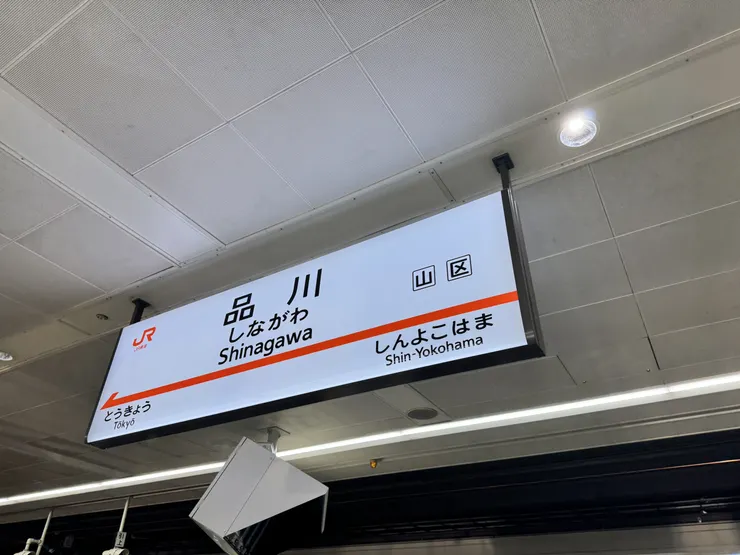 JR
品川
しながわ
Shinagawa
山区
とうきょう
Tōkyō
しんよこはま
Shin-Yokohama